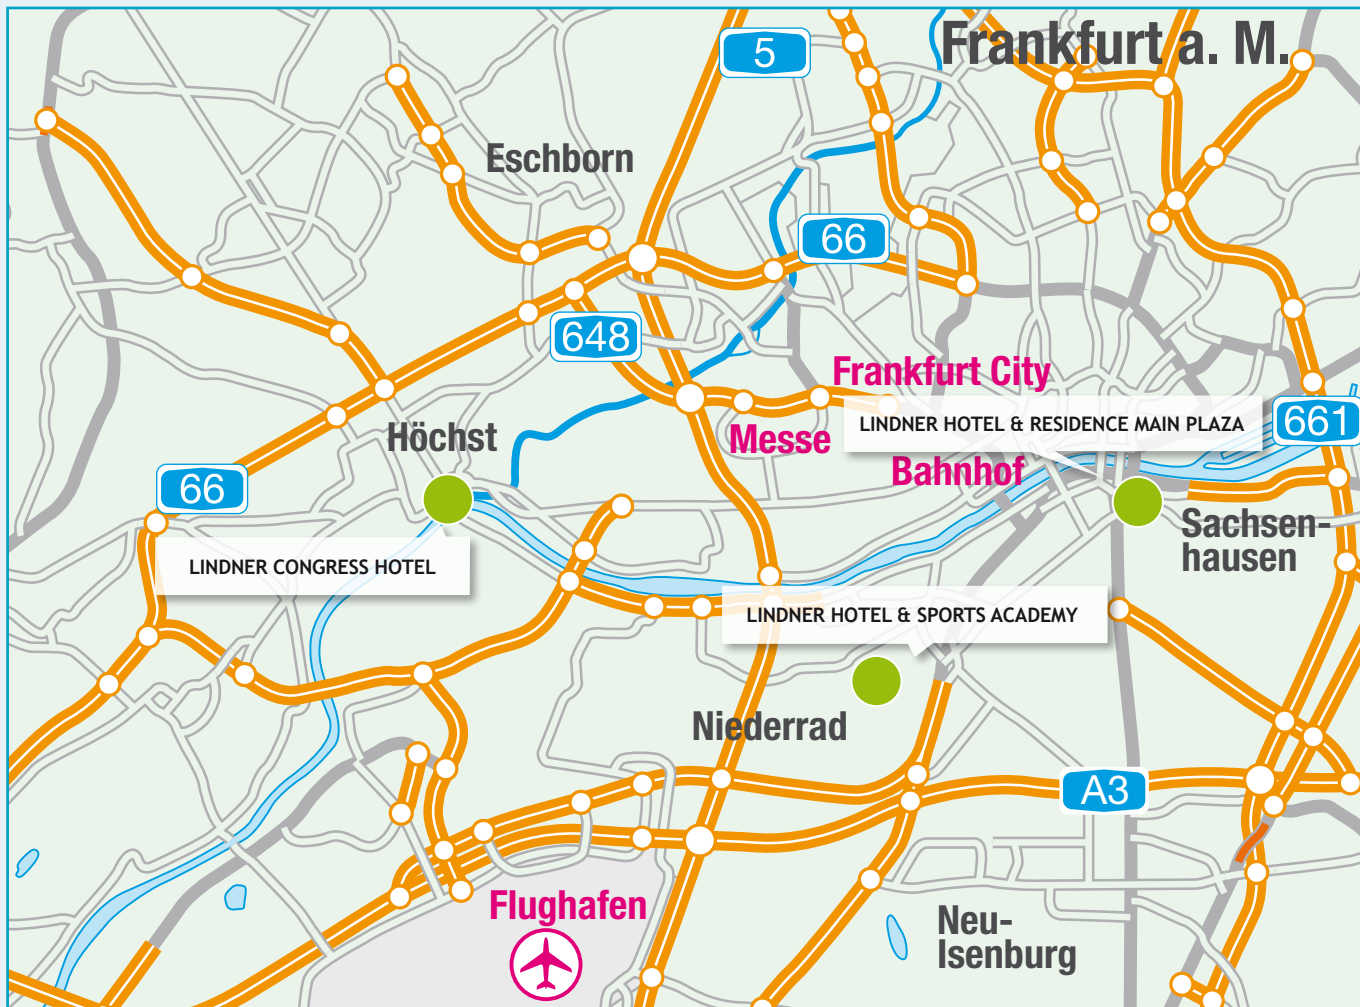 Frankfurt a. M.
5
Eschborn
66
648
Frankfurt City
LINDNER HOTEL & RESIDENCE MAIN PLAZA
661
Höchst
Messe
Bahnhof
66
Sachsen-
hausen
LINDNER CONGRESS HOTEL
LINDNER HOTEL & SPORTS ACADEMY
Niederrad
A3
Flughafen
Neu-
Isenburg